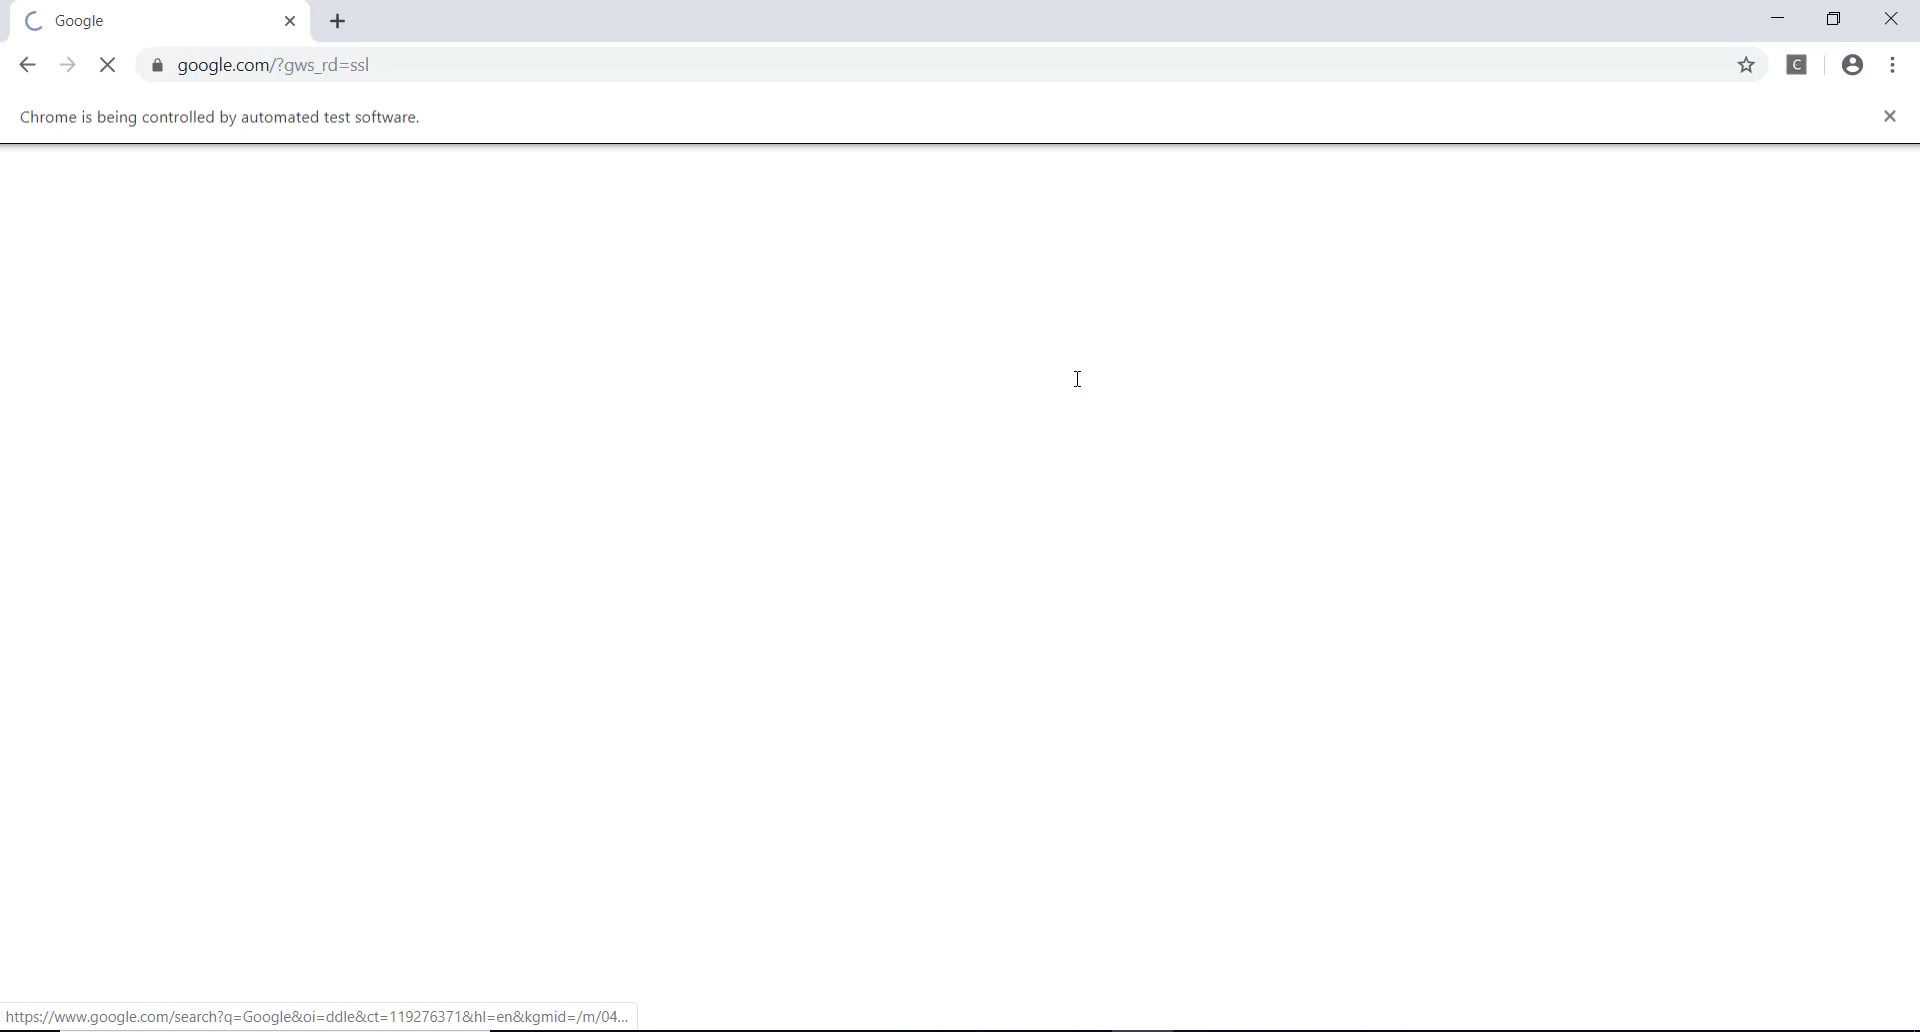 Google
google.com/?gws_rd=ssl
C
Chrome is being controlled by automated test software.
https://www.google.com/search?q=Google&oi=ddle&ct=119276371&hl=en&kgmid=/m/04...